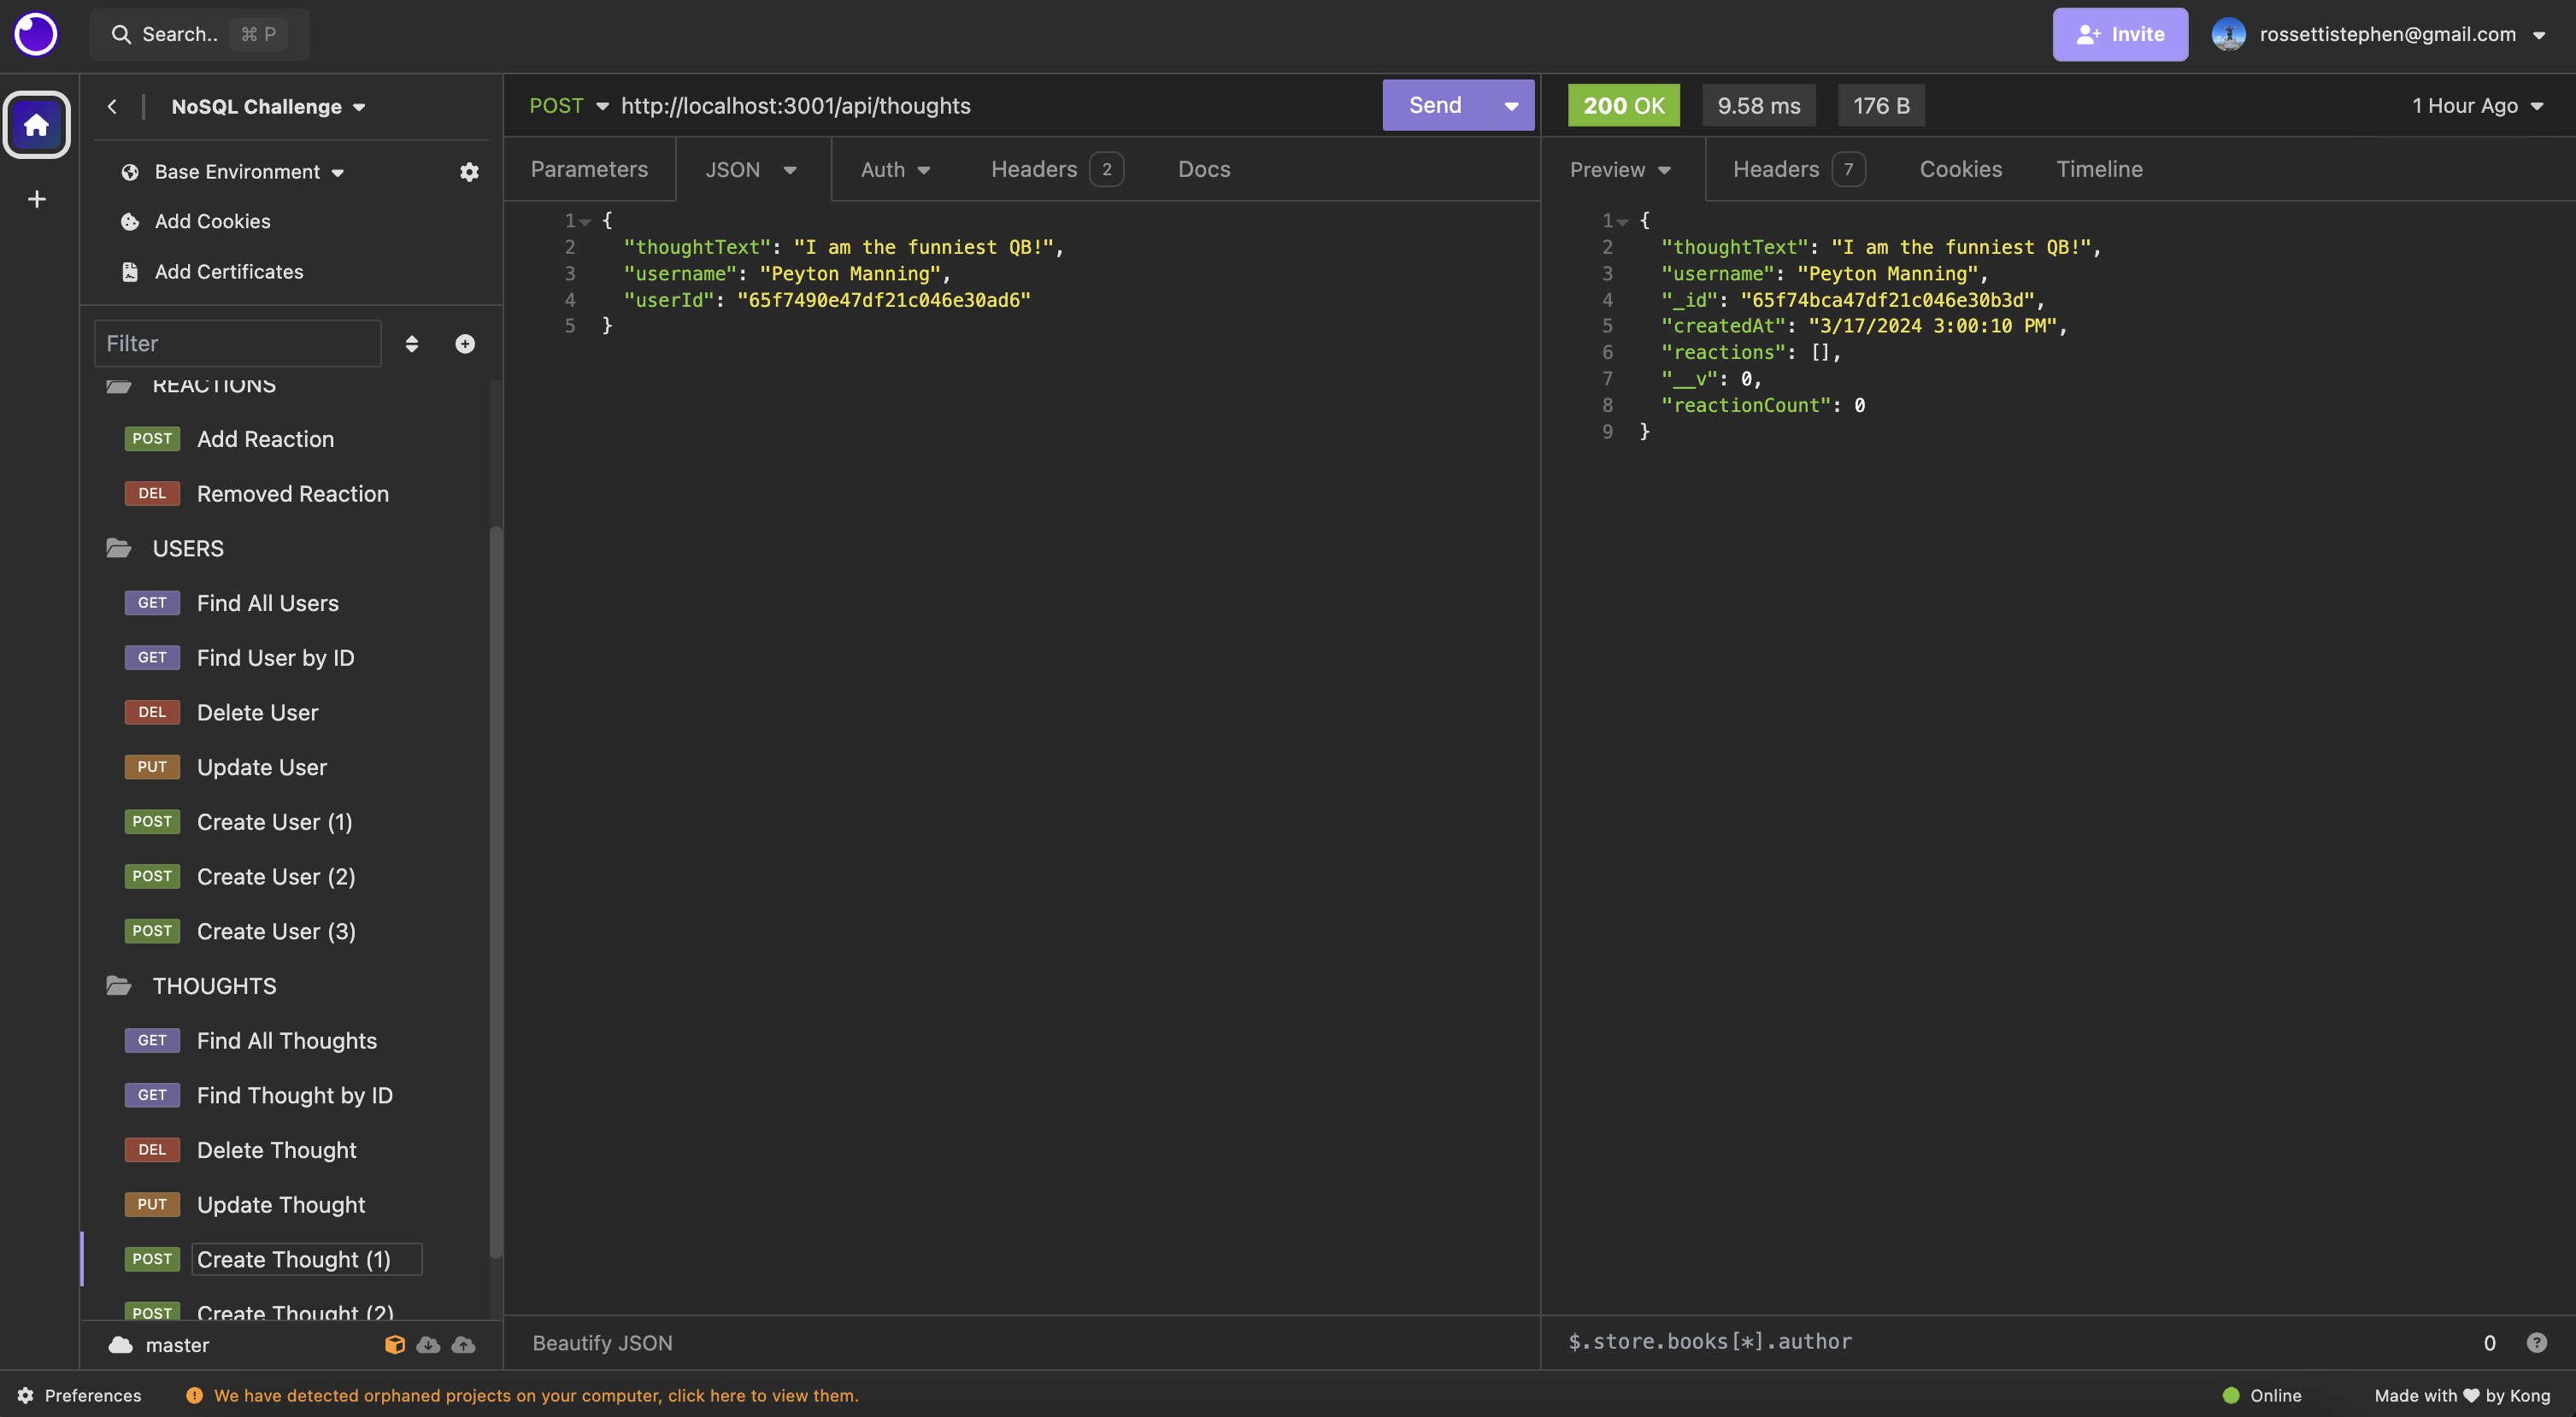 Search.. ⌘ P
Invite
rossettistephen@gmail.com
NoSQL Challenge
Base Environment
Add Cookies
Add Certificates
Filter
REACTIONS
POST Add Reaction
DEL Removed Reaction
USERS
GET Find All Users
GET Find User by ID
DEL Delete User
PUT Update User
POST Create User (1)
POST Create User (2)
POST Create User (3)
THOUGHTS
GET Find All Thoughts
GET Find Thought by ID
DEL Delete Thought
PUT Update Thought
POST Create Thought (1)
POST Create Thought (2)
master
POST http://localhost:3001/api/thoughts Send
Parameters JSON Auth Headers 2 Docs
1 {
2 "thoughtText": "I am the funniest QB!",
3 "username": "Peyton Manning",
4 "userId": "65f7490e47df21c046e30ad6"
5 }
Beautify JSON
200 OK 9.58 ms 176 B 1 Hour Ago
Preview Headers 7 Cookies Timeline
1 {
2 "thoughtText": "I am the funniest QB!",
3 "username": "Peyton Manning",
4 "_id": "65f74bca47df21c046e30b3d",
5 "createdAt": "3/17/2024 3:00:10 PM",
6 "reactions": [],
7 "__v": 0,
8 "reactionCount": 0
9 }
$.store.books[*].author 0 ?
Preferences
We have detected orphaned projects on your computer, click here to view them.
Online
Made with ♥ by Kong